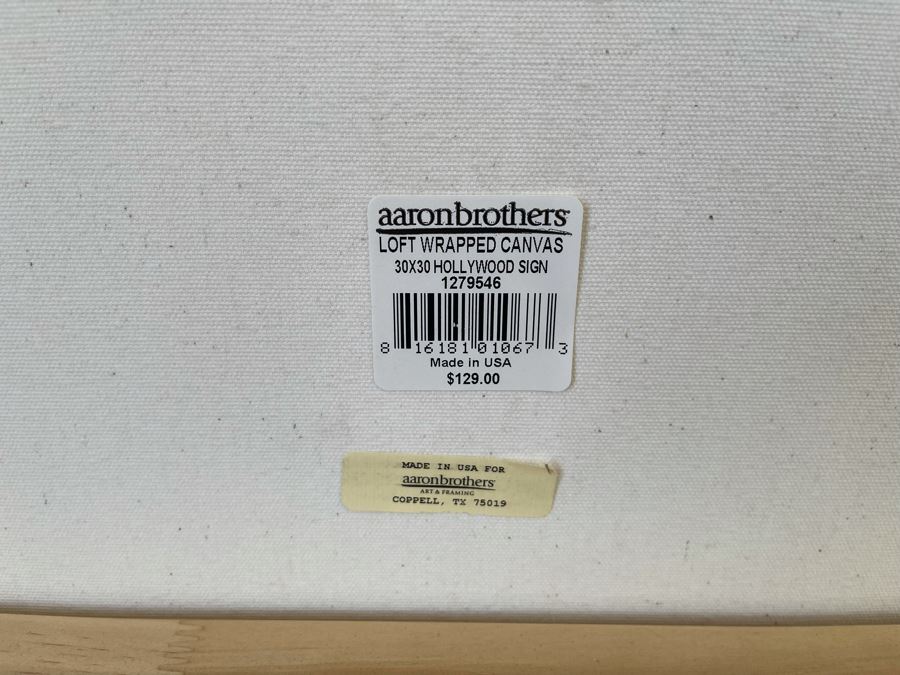 aaronbrothers
LOFT WRAPPED CANVAS
30X30 HOLLYWOOD SIGN
1279546
8 16181 01067 3
Made in USA
$129.00
MADE IN USA FOR
aaronbrothers
ART & FRAMING
COPPELL, TX 75019